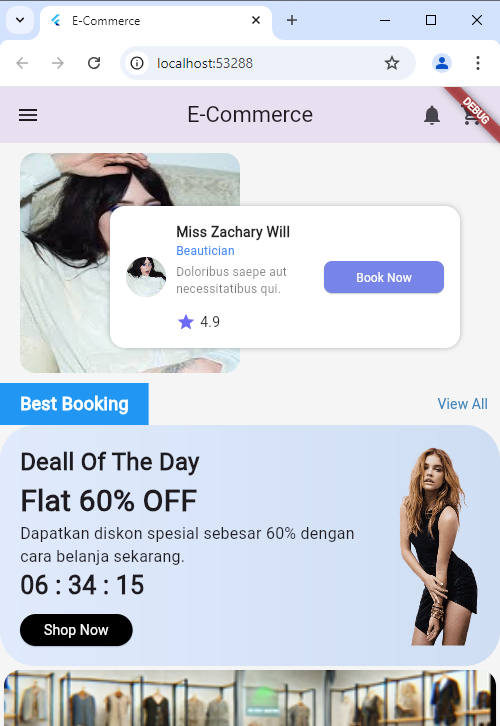 E-Commerce
localhost:53288
E-Commerce
DEBUG
Miss Zachary Will
Beautician
Doloribus saepe aut
necessitatibus qui.
Book Now
4.9
Best Booking
View All
Deall Of The Day
Flat 60% OFF
Dapatkan diskon spesial sebesar 60% dengan
cara belanja sekarang.
06 : 34 : 15
Shop Now